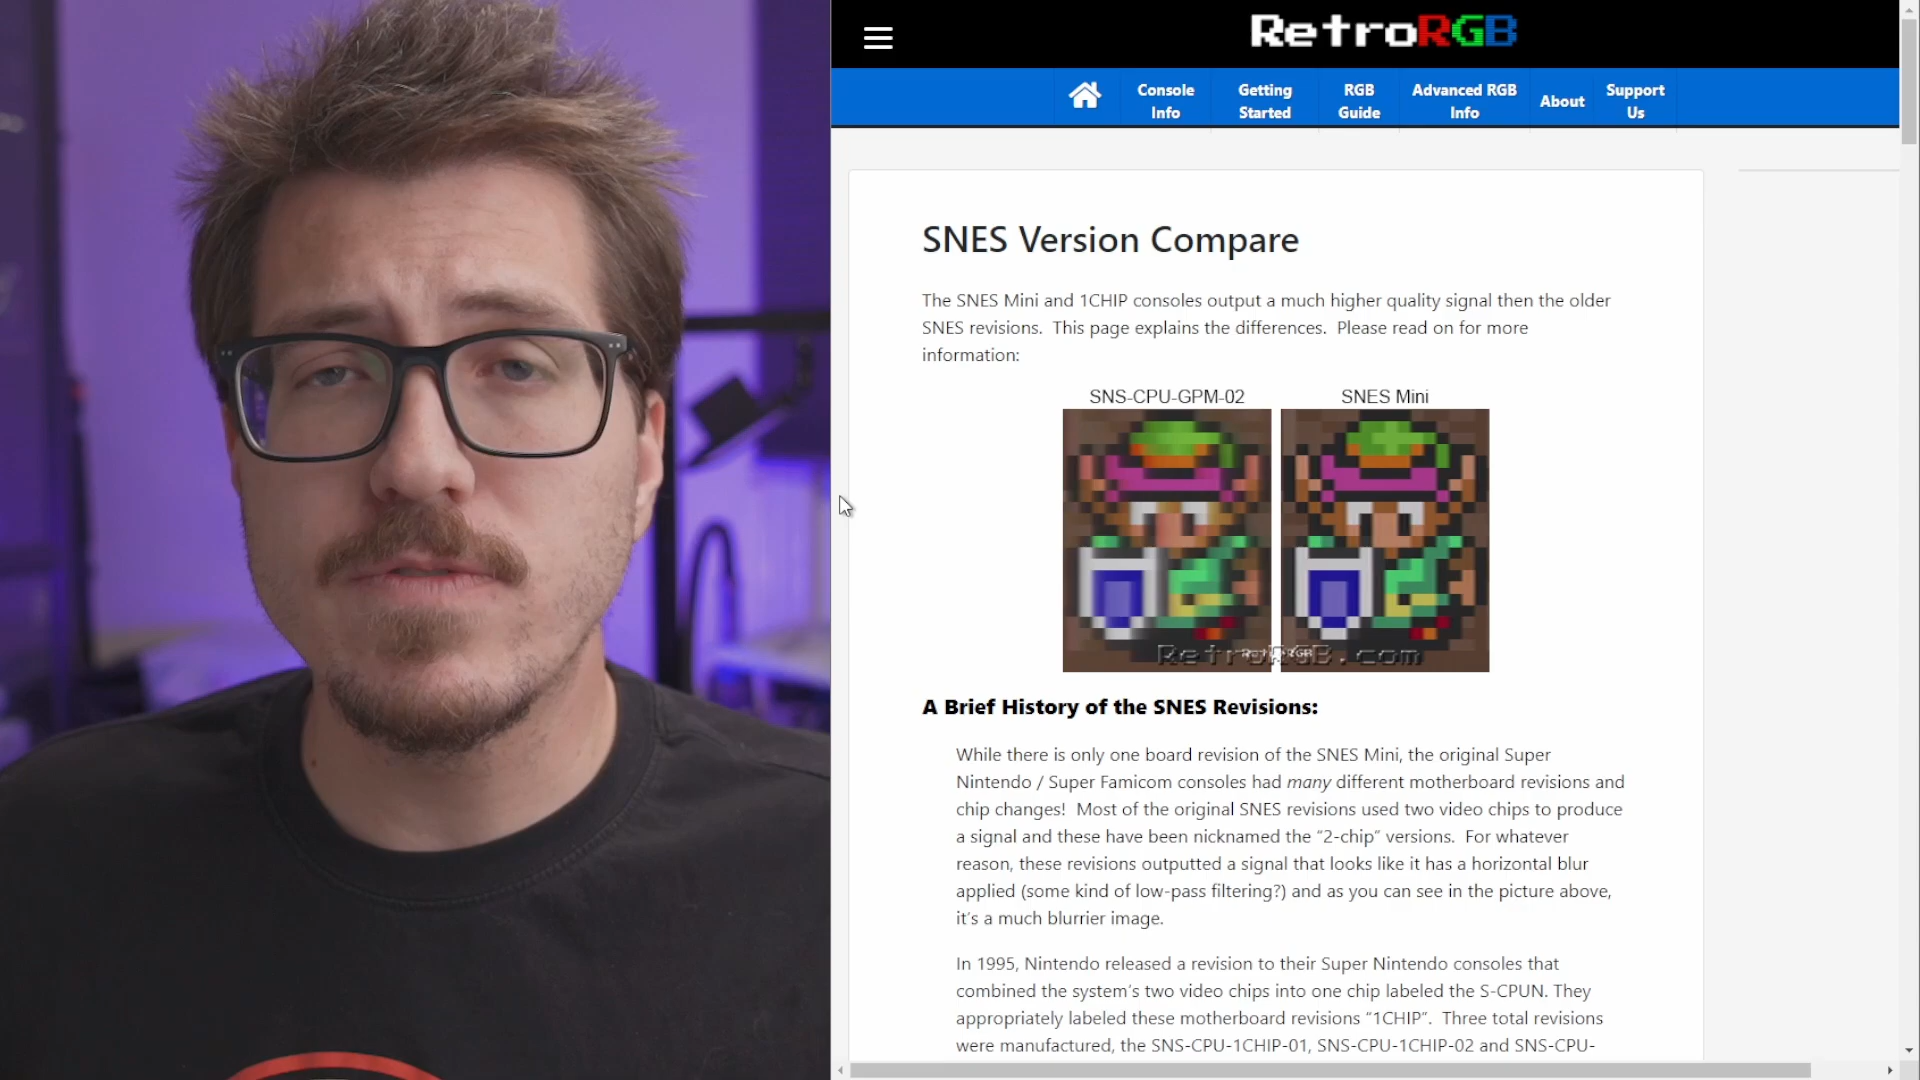 RetroRGB
Console Info
Getting Started
RGB Guide
Advanced RGB Info
About
Support Us
SNES Version Compare
The SNES Mini and 1CHIP consoles output a much higher quality signal then the older
SNES revisions.  This page explains the differences.  Please read on for more
information:
SNS-CPU-GPM-02
SNES Mini
RetroRGB.com
A Brief History of the SNES Revisions:
While there is only one board revision of the SNES Mini, the original Super
Nintendo / Super Famicom consoles had many different motherboard revisions and
chip changes!  Most of the original SNES revisions used two video chips to produce
a signal and these have been nicknamed the “2-chip” versions.  For whatever
reason, these revisions outputted a signal that looks like it has a horizontal blur
applied (some kind of low-pass filtering?) and as you can see in the picture above,
it’s a much blurrier image.
In 1995, Nintendo released a revision to their Super Nintendo consoles that
combined the system’s two video chips into one chip labeled the S-CPUN. They
appropriately labeled these motherboard revisions “1CHIP”.  Three total revisions
were manufactured, the SNS-CPU-1CHIP-01, SNS-CPU-1CHIP-02 and SNS-CPU-